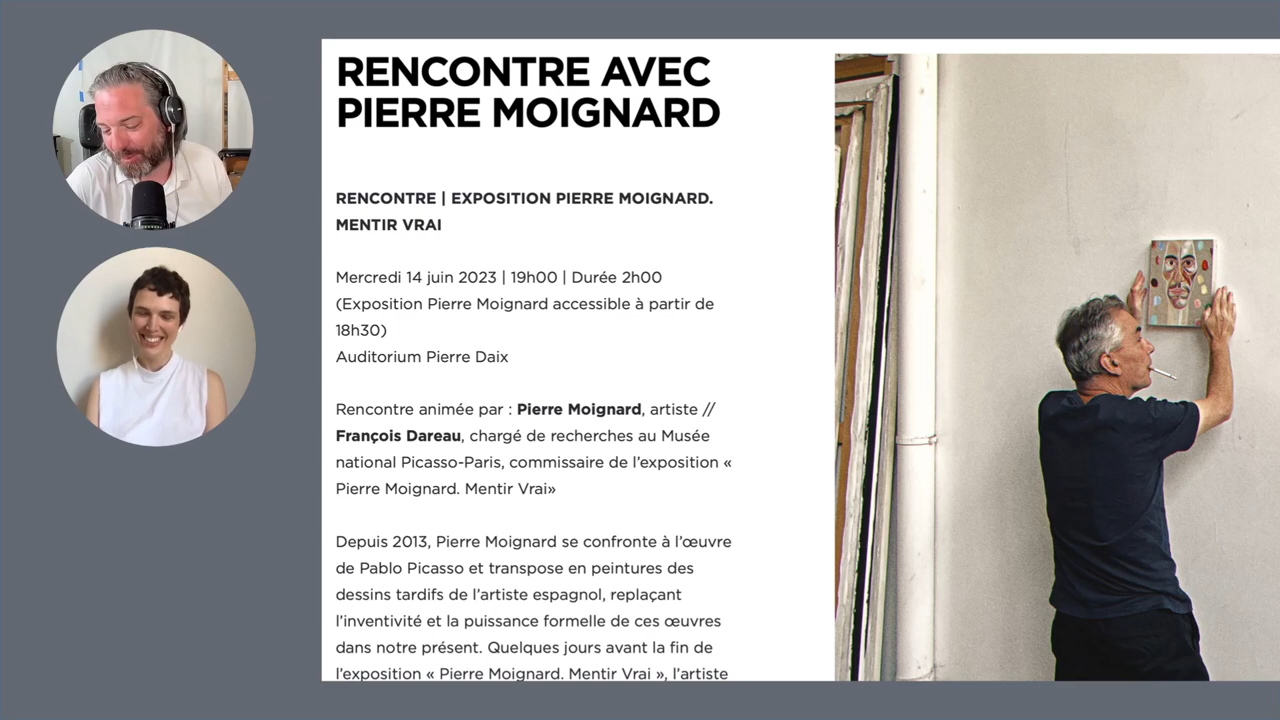 RENCONTRE AVEC
PIERRE MOIGNARD
RENCONTRE | EXPOSITION PIERRE MOIGNARD.
MENTIR VRAI
Mercredi 14 juin 2023 | 19h00 | Durée 2h00
(Exposition Pierre Moignard accessible à partir de
18h30)
Auditorium Pierre Daix
Rencontre animée par : Pierre Moignard, artiste //
François Dareau, chargé de recherches au Musée
national Picasso-Paris, commissaire de l’exposition «
Pierre Moignard. Mentir Vrai»
Depuis 2013, Pierre Moignard se confronte à l’œuvre
de Pablo Picasso et transpose en peintures des
dessins tardifs de l’artiste espagnol, replaçant
l’inventivité et la puissance formelle de ces œuvres
dans notre présent. Quelques jours avant la fin de
l’exposition « Pierre Moignard. Mentir Vrai », l’artiste